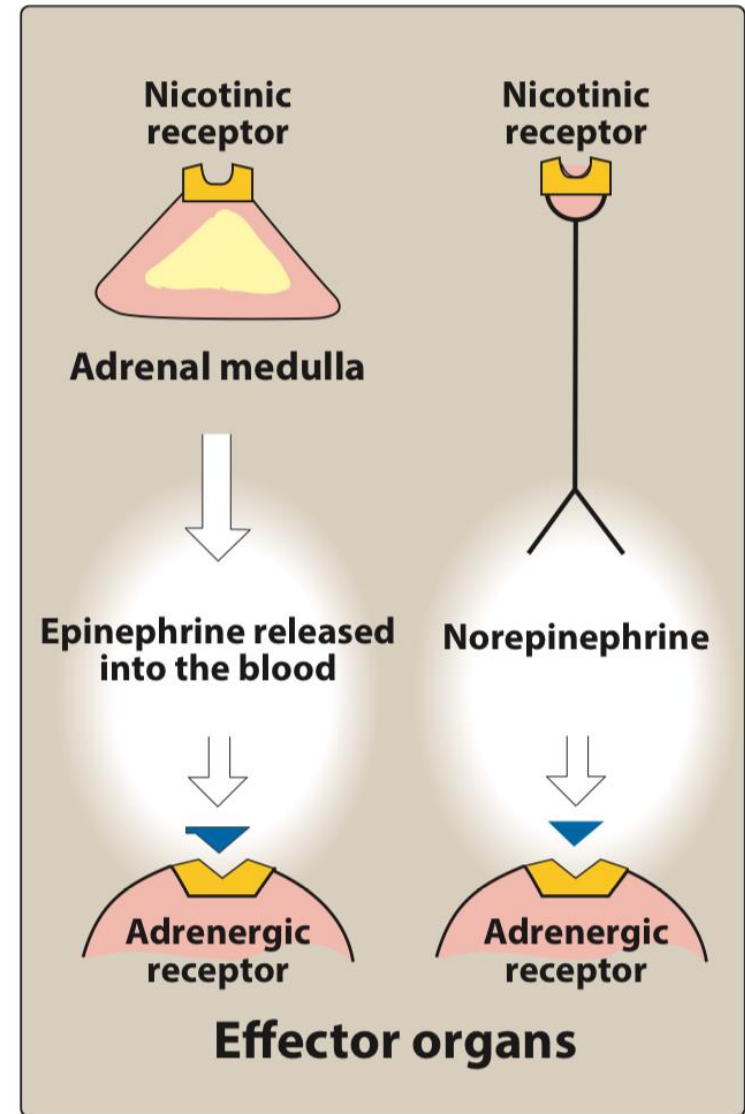 Nicotinic
receptor
Adrenal medulla
Epinephrine released
into the blood
Adrenergic
receptor
Nicotinic
receptor
Norepinephrine
Adrenergic
receptor
Effector organs